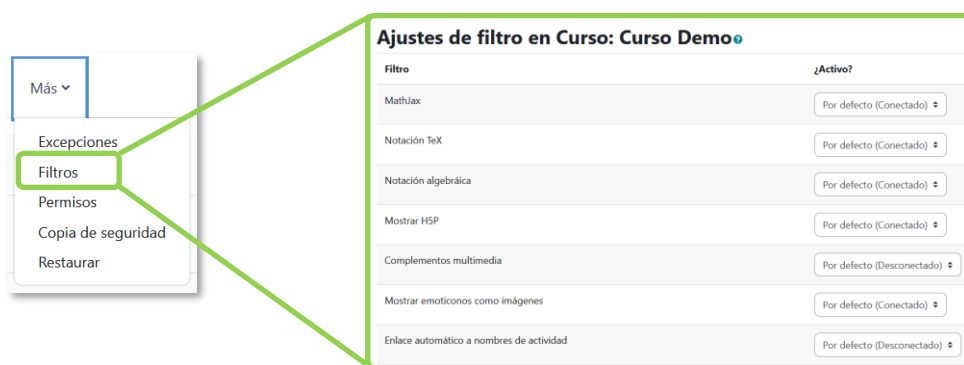 Más
Excepciones
Filtros
Permisos
Copia de seguridad
Restaurar
Ajustes de filtro en Curso: Curso Demo
Filtro ¿Activo?
MathJax Por defecto (Conectado)
Notación TeX Por defecto (Conectado)
Notación algebráica Por defecto (Conectado)
Mostrar H5P Por defecto (Conectado)
Complementos multimedia Por defecto (Desconectado)
Mostrar emoticonos como imágenes Por defecto (Conectado)
Enlace automático a nombres de actividad Por defecto (Desconectado)